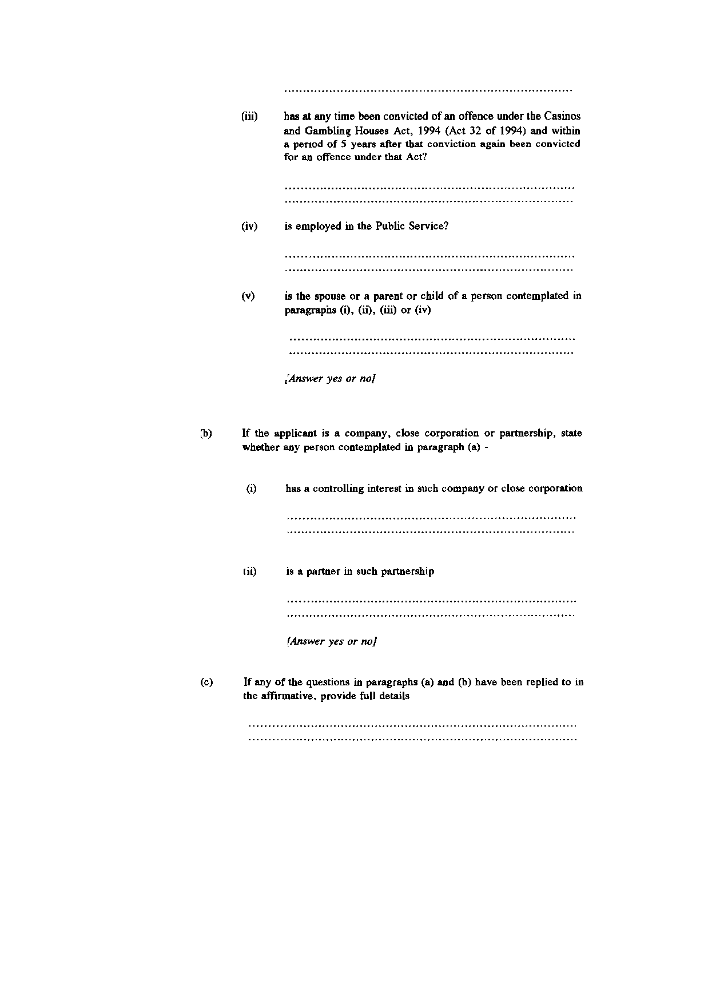 ................................................................................
(iii) has at any time been convicted of an offence under the Casinos
and Gambling Houses Act, 1994 (Act 32 of 1994) and within
a period of 5 years after that conviction again been convicted
for an offence under that Act?
................................................................................
................................................................................
(iv) is employed in the Public Service?
................................................................................
................................................................................
(v) is the spouse or a parent or child of a person contemplated in
paragraphs (i), (ii), (iii) or (iv)
................................................................................
................................................................................
[Answer yes or no]
(b) If the applicant is a company, close corporation or partnership, state
whether any person contemplated in paragraph (a) -
(i) has a controlling interest in such company or close corporation
................................................................................
................................................................................
(ii) is a partner in such partnership
................................................................................
................................................................................
[Answer yes or no]
(c) If any of the questions in paragraphs (a) and (b) have been replied to in
the affirmative, provide full details
................................................................................
................................................................................